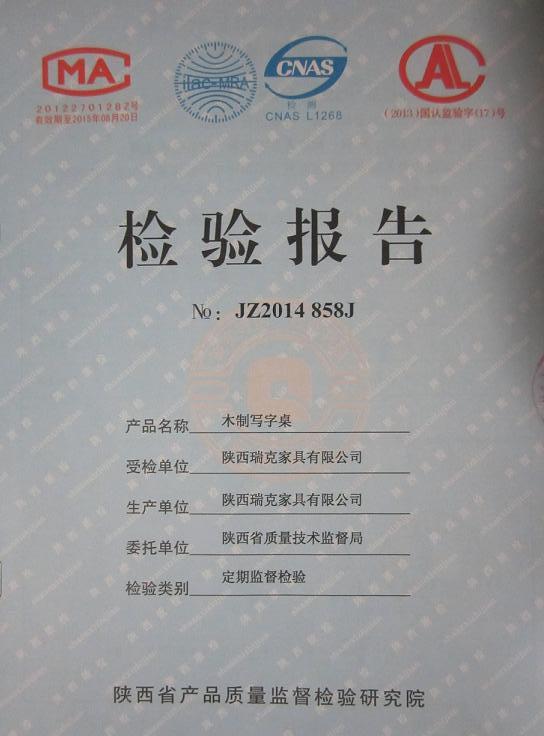 MA
ilac-MRA
CNAS
AL
2012270128Z号
有效期至2015年08月20日
检 测
CNAS L1268
(2013)国认监验字(17)号
检验报告
№：JZ2014 858J
产品名称 木制写字桌
受检单位 陕西瑞克家具有限公司
生产单位 陕西瑞克家具有限公司
委托单位 陕西省质量技术监督局
检验类别 定期监督检验
陕西省产品质量监督检验研究院